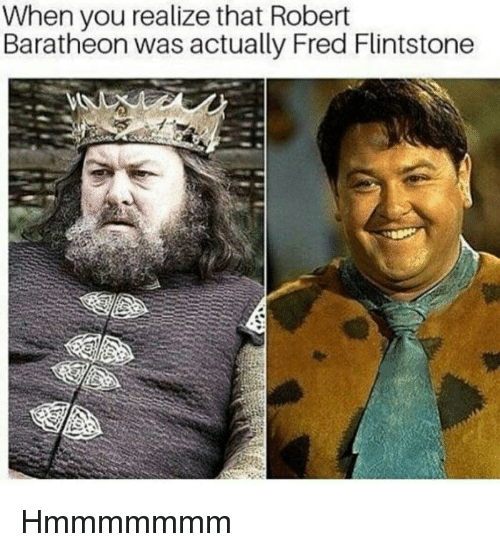 When you realize that Robert
Baratheon was actually Fred Flintstone
Hmmmmmmm